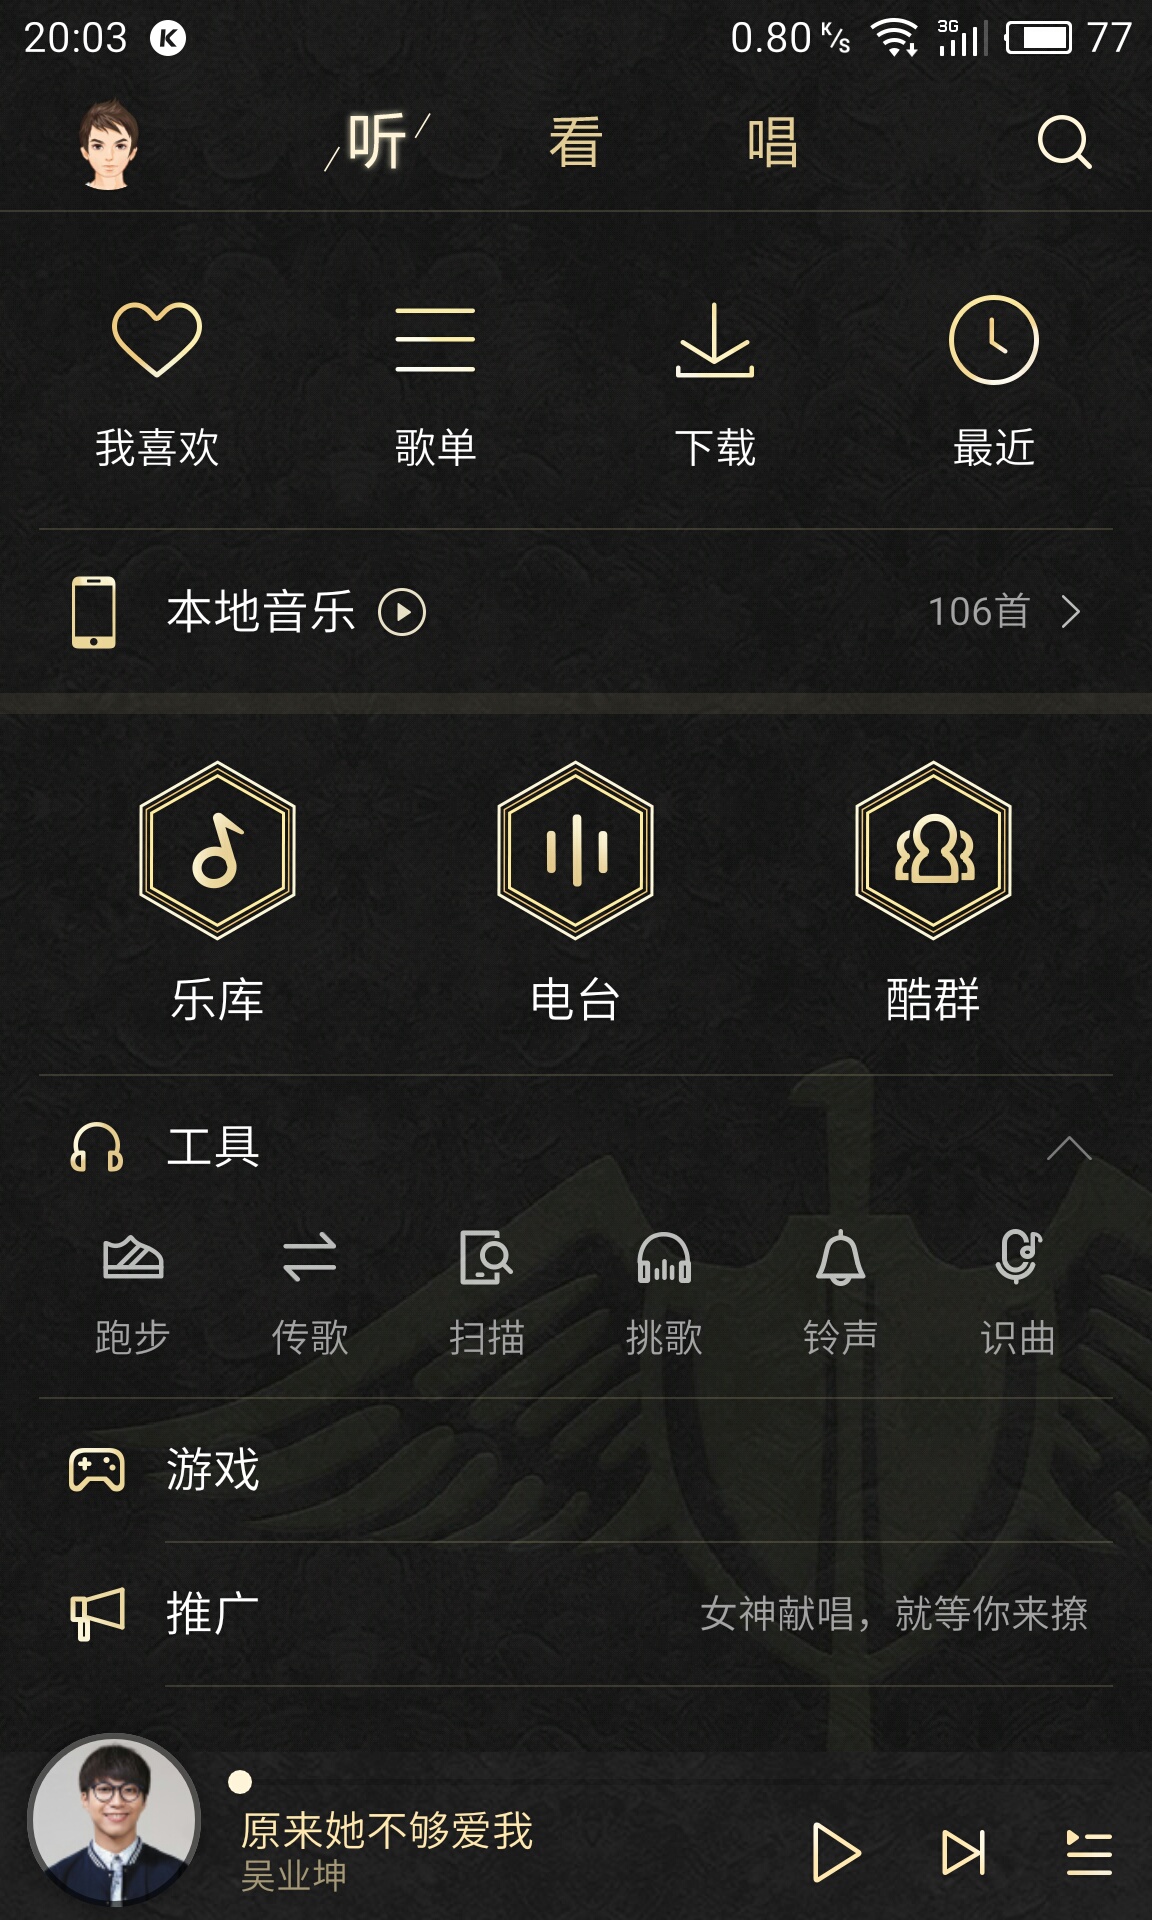 20:03 K 0.80 K/s 3G 77
听 看 唱
我喜欢 歌单 下载 最近
本地音乐 106首
乐库 电台 酷群
工具
跑步 传歌 扫描 挑歌 铃声 识曲
游戏
推广 女神献唱，就等你来撩
原来她不够爱我
吴业坤